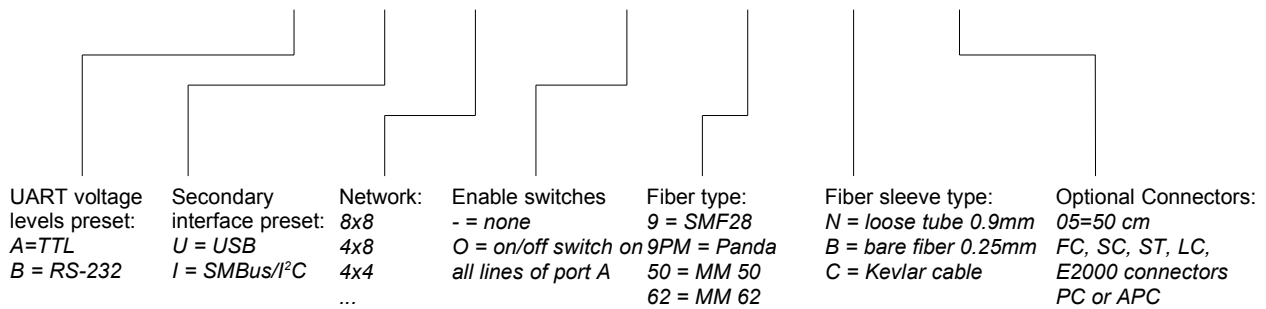 UART voltage
levels preset:
A=TTL
B = RS-232
Secondary
interface preset:
U = USB
I = SMBus/I²C
Network:
8x8
4x8
4x4
...
Enable switches
- = none
O = on/off switch on
all lines of port A
Fiber type:
9 = SMF28
9PM = Panda
50 = MM 50
62 = MM 62
Fiber sleeve type:
N = loose tube 0.9mm
B = bare fiber 0.25mm
C = Kevlar cable
Optional Connectors:
05=50 cm
FC, SC, ST, LC,
E2000 connectors
PC or APC